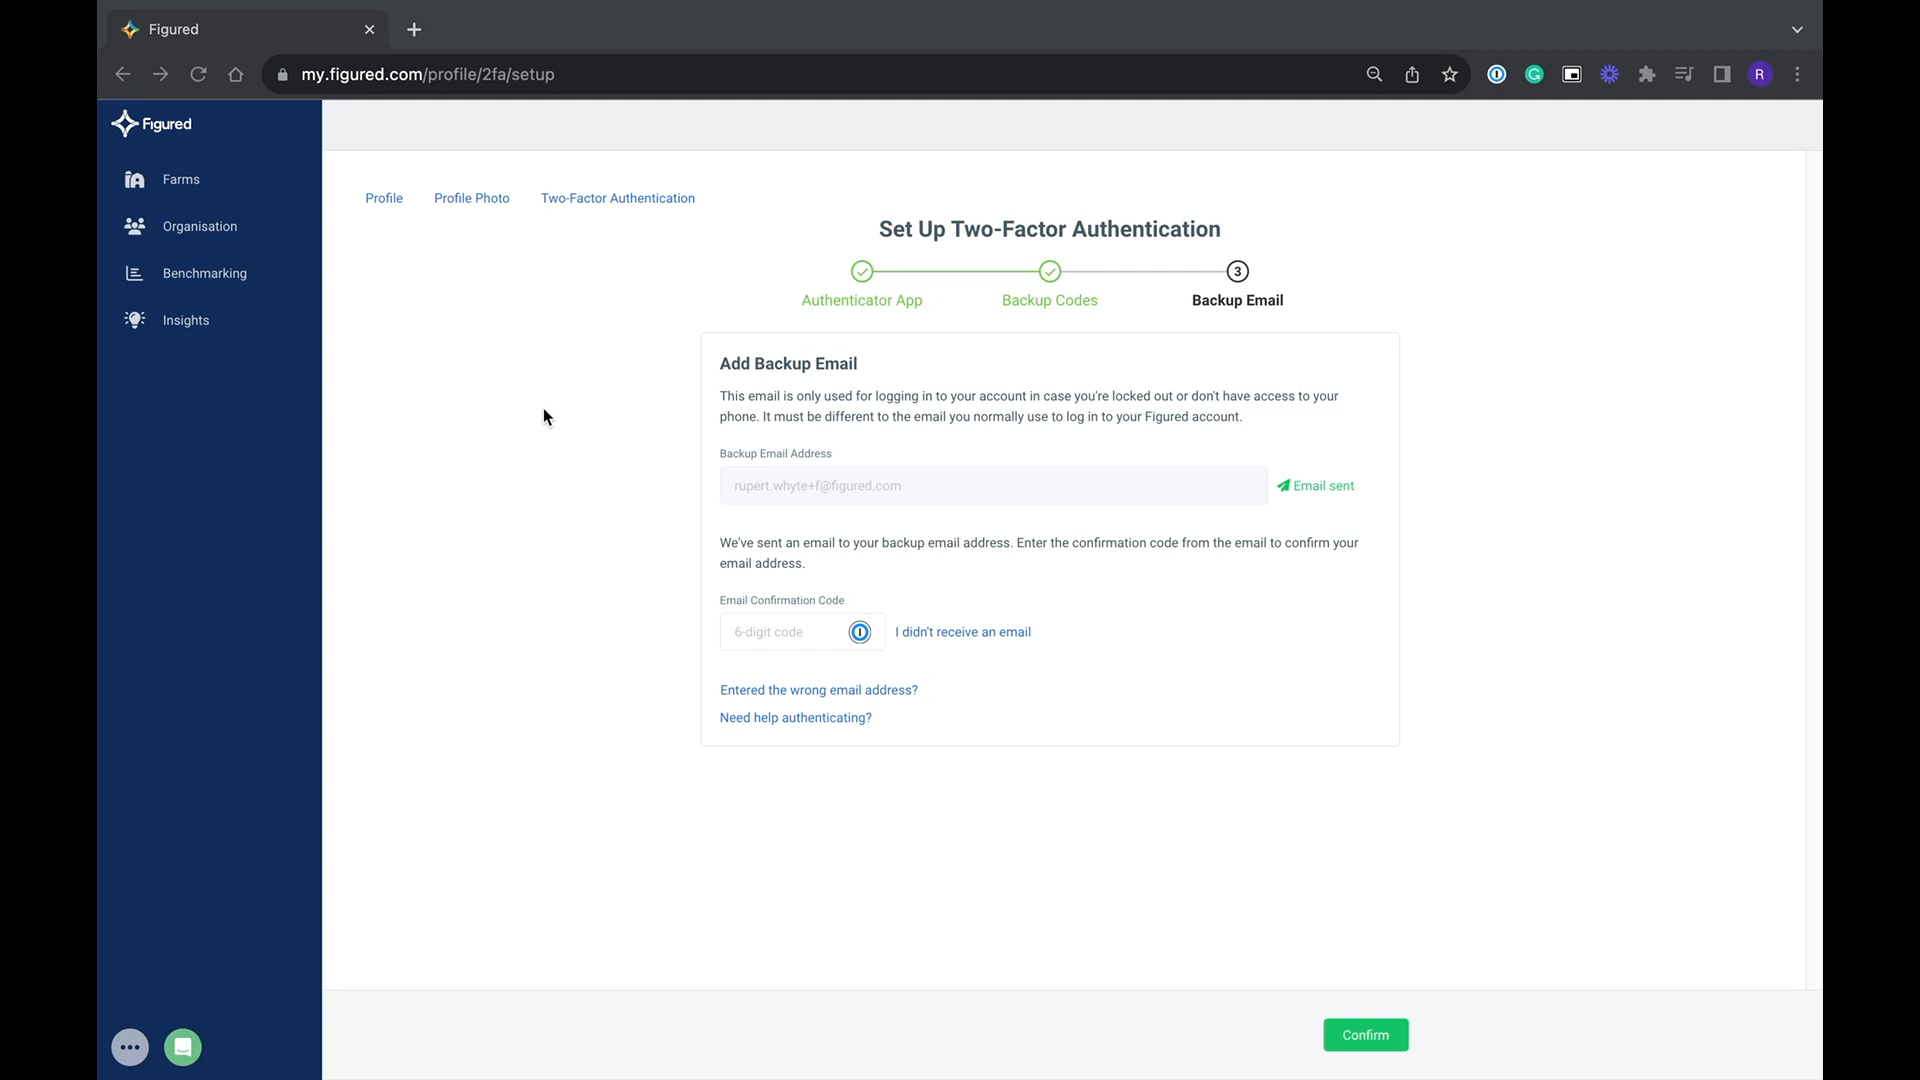 Figured
my.figured.com/profile/2fa/setup
R
Figured
Farms
Organisation
Benchmarking
Insights
Profile
Profile Photo
Two-Factor Authentication
Set Up Two-Factor Authentication
3
Authenticator App
Backup Codes
Backup Email
Add Backup Email
This email is only used for logging in to your account in case you're locked out or don't have access to your
phone. It must be different to the email you normally use to log in to your Figured account.
Backup Email Address
rupert.whyte+f@figured.com
Email sent
We've sent an email to your backup email address. Enter the confirmation code from the email to confirm your
email address.
Email Confirmation Code
6-digit code
I didn't receive an email
Entered the wrong email address?
Need help authenticating?
Confirm